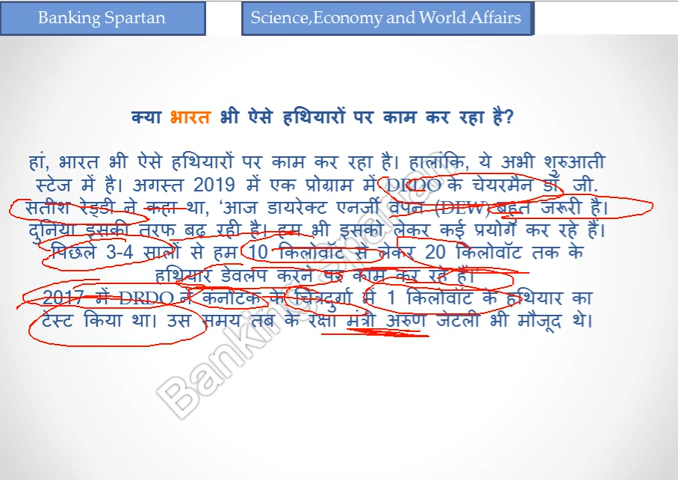 Banking Spartan
Science,Economy and World Affairs
क्या भारत भी ऐसे हथियारों पर काम कर रहा है?
हां, भारत भी ऐसे हथियारों पर काम कर रहा है। हालांकि, ये अभी शुरुआती
स्टेज में है। अगस्त 2019 में एक प्रोग्राम में DRDO के चेयरमैन डॉ. जी.
सतीश रेड्डी ने कहा था, 'आज डायरेक्ट एनर्जी वेपन (DEW) बहुत जरूरी है।
दुनिया इसकी तरफ बढ़ रही है। हम भी इसको लेकर कई प्रयोग कर रहे हैं।
पिछले 3-4 सालों से हम 10 किलोवॉट से लेकर 20 किलोवॉट तक के
हथियार डेवलप करने पर काम कर रहे हैं।
2017 में DRDO ने कर्नाटक के चित्रदुर्गा में 1 किलोवॉट के हथियार का
टेस्ट किया था। उस समय तब के रक्षा मंत्री अरुण जेटली भी मौजूद थे।
Banking Spartan